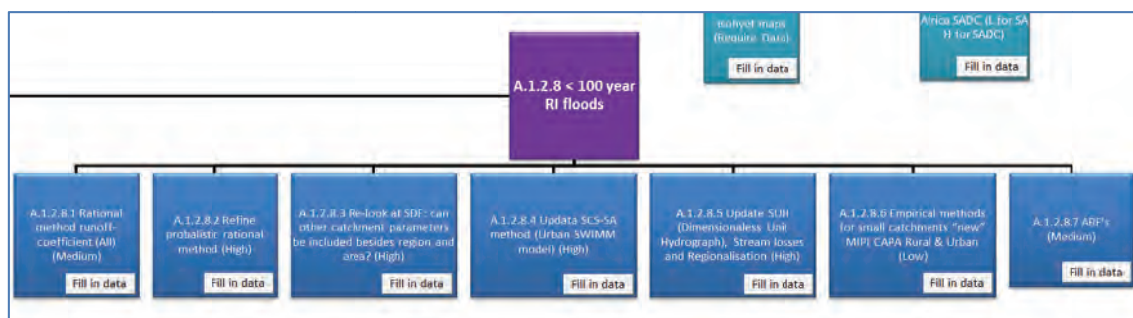 Isohyet maps
(Require Data)
Fill in data
Africa SADC (L for SA
H for SADC)
Fill in data
A.1.2.8 < 100 year
RI floods
A.1.2.8.1 Rational
method runoff-
coefficient (All)
(Medium)
Fill in data
A.1.2.8.2 Refine
probalistic rational
method (High)
Fill in data
A.1.2.8.3 Re-look at SDF: can
other catchment parameters
be included besides region and
area? (High)
Fill in data
A.1.2.8.4 Updata SCS-SA
method (Urban SWIMM
model) (High)
Fill in data
A.1.2.8.5 Update SUH
(Dimensionaless Unit
Hydrograph), Stream losses
and Regionalisation (High)
Fill in data
A.1.2.8.6 Empirical methods
for small catchments "new"
MIPI CAPA Rural & Urban
(Low)
Fill in data
A.1.2.8.7 ARF's
(Medium)
Fill in data